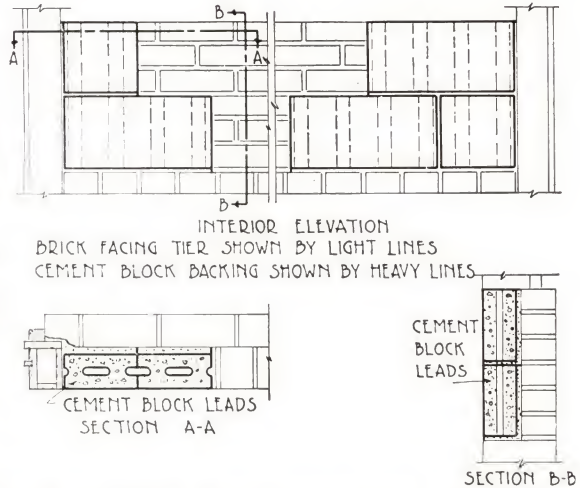 B
A
A
B
INTERIOR ELEVATION
BRICK FACING TIER SHOWN BY LIGHT LINES
CEMENT BLOCK BACKING SHOWN BY HEAVY LINES
CEMENT BLOCK LEADS
SECTION A-A
CEMENT
BLOCK
LEADS
SECTION B-B